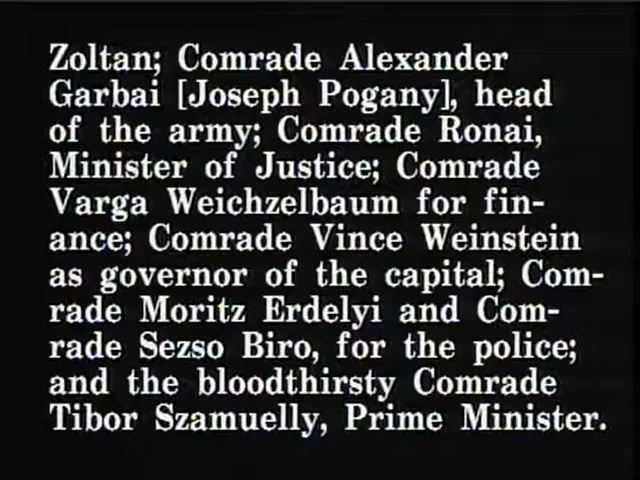 Zoltan; Comrade Alexander
Garbai [Joseph Pogany], head
of the army; Comrade Ronai,
Minister of Justice; Comrade
Varga Weichzelbaum for fin-
ance; Comrade Vince Weinstein
as governor of the capital; Com-
rade Moritz Erdelyi and Com-
rade Sezso Biro, for the police;
and the bloodthirsty Comrade
Tibor Szamuelly, Prime Minister.